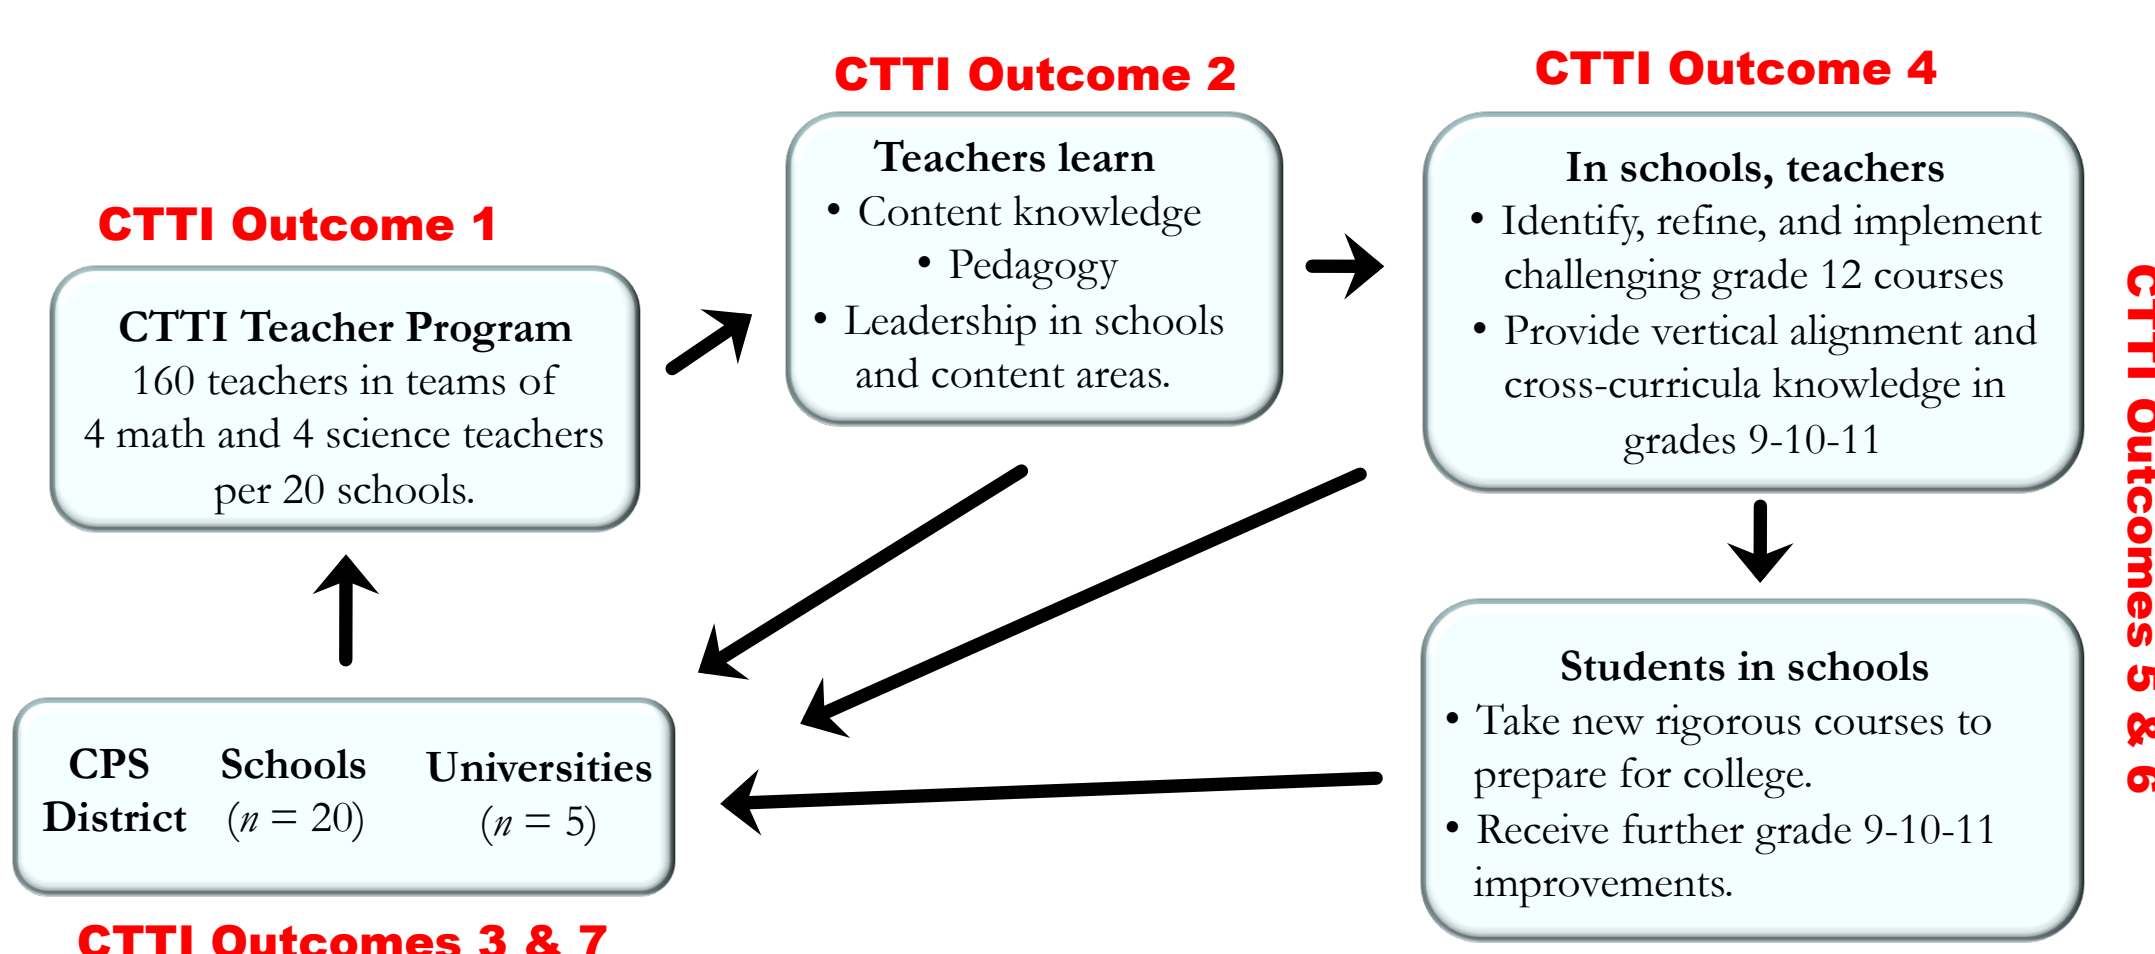 CTTI Outcome 1
CTTI Teacher Program
160 teachers in teams of
4 math and 4 science teachers
per 20 schools.
CTTI Outcome 2
Teachers learn
• Content knowledge
• Pedagogy
• Leadership in schools
and content areas.
CTTI Outcome 4
In schools, teachers
• Identify, refine, and implement
challenging grade 12 courses
• Provide vertical alignment and
cross-curricula knowledge in
grades 9-10-11
CTTI Outcomes 5 & 6
Students in schools
• Take new rigorous courses to
prepare for college.
• Receive further grade 9-10-11
improvements.
CPS
District
Schools
(n = 20)
Universities
(n = 5)
CTTI Outcomes 3 & 7